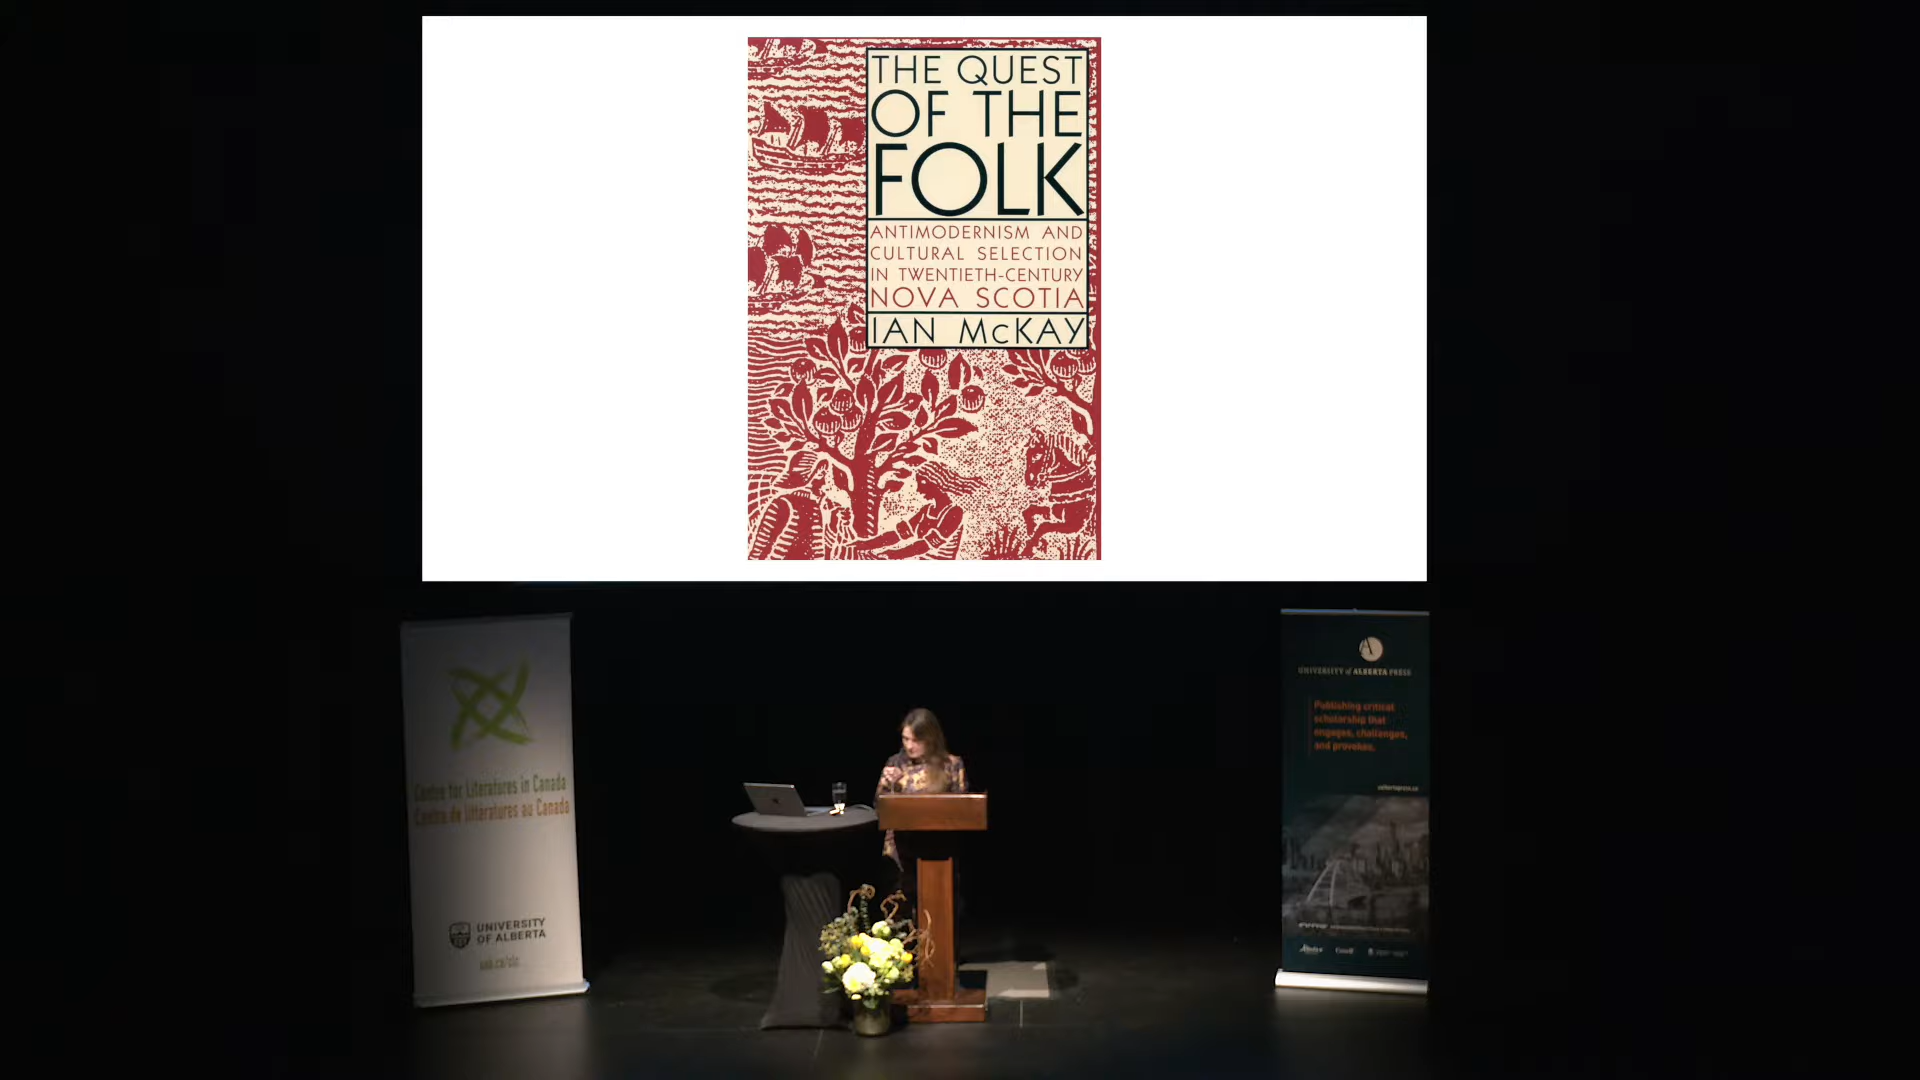 THE QUEST
OF THE
FOLK
ANTIMODERNISM AND
CULTURAL SELECTION
IN TWENTIETH-CENTURY
NOVA SCOTIA
IAN McKAY
Centre for Literatures in Canada
Centre de littératures au Canada
UNIVERSITY
OF ALBERTA
UNIVERSITY of ALBERTA PRESS
Publishing critical
scholarship that
engages, challenges,
and provokes.